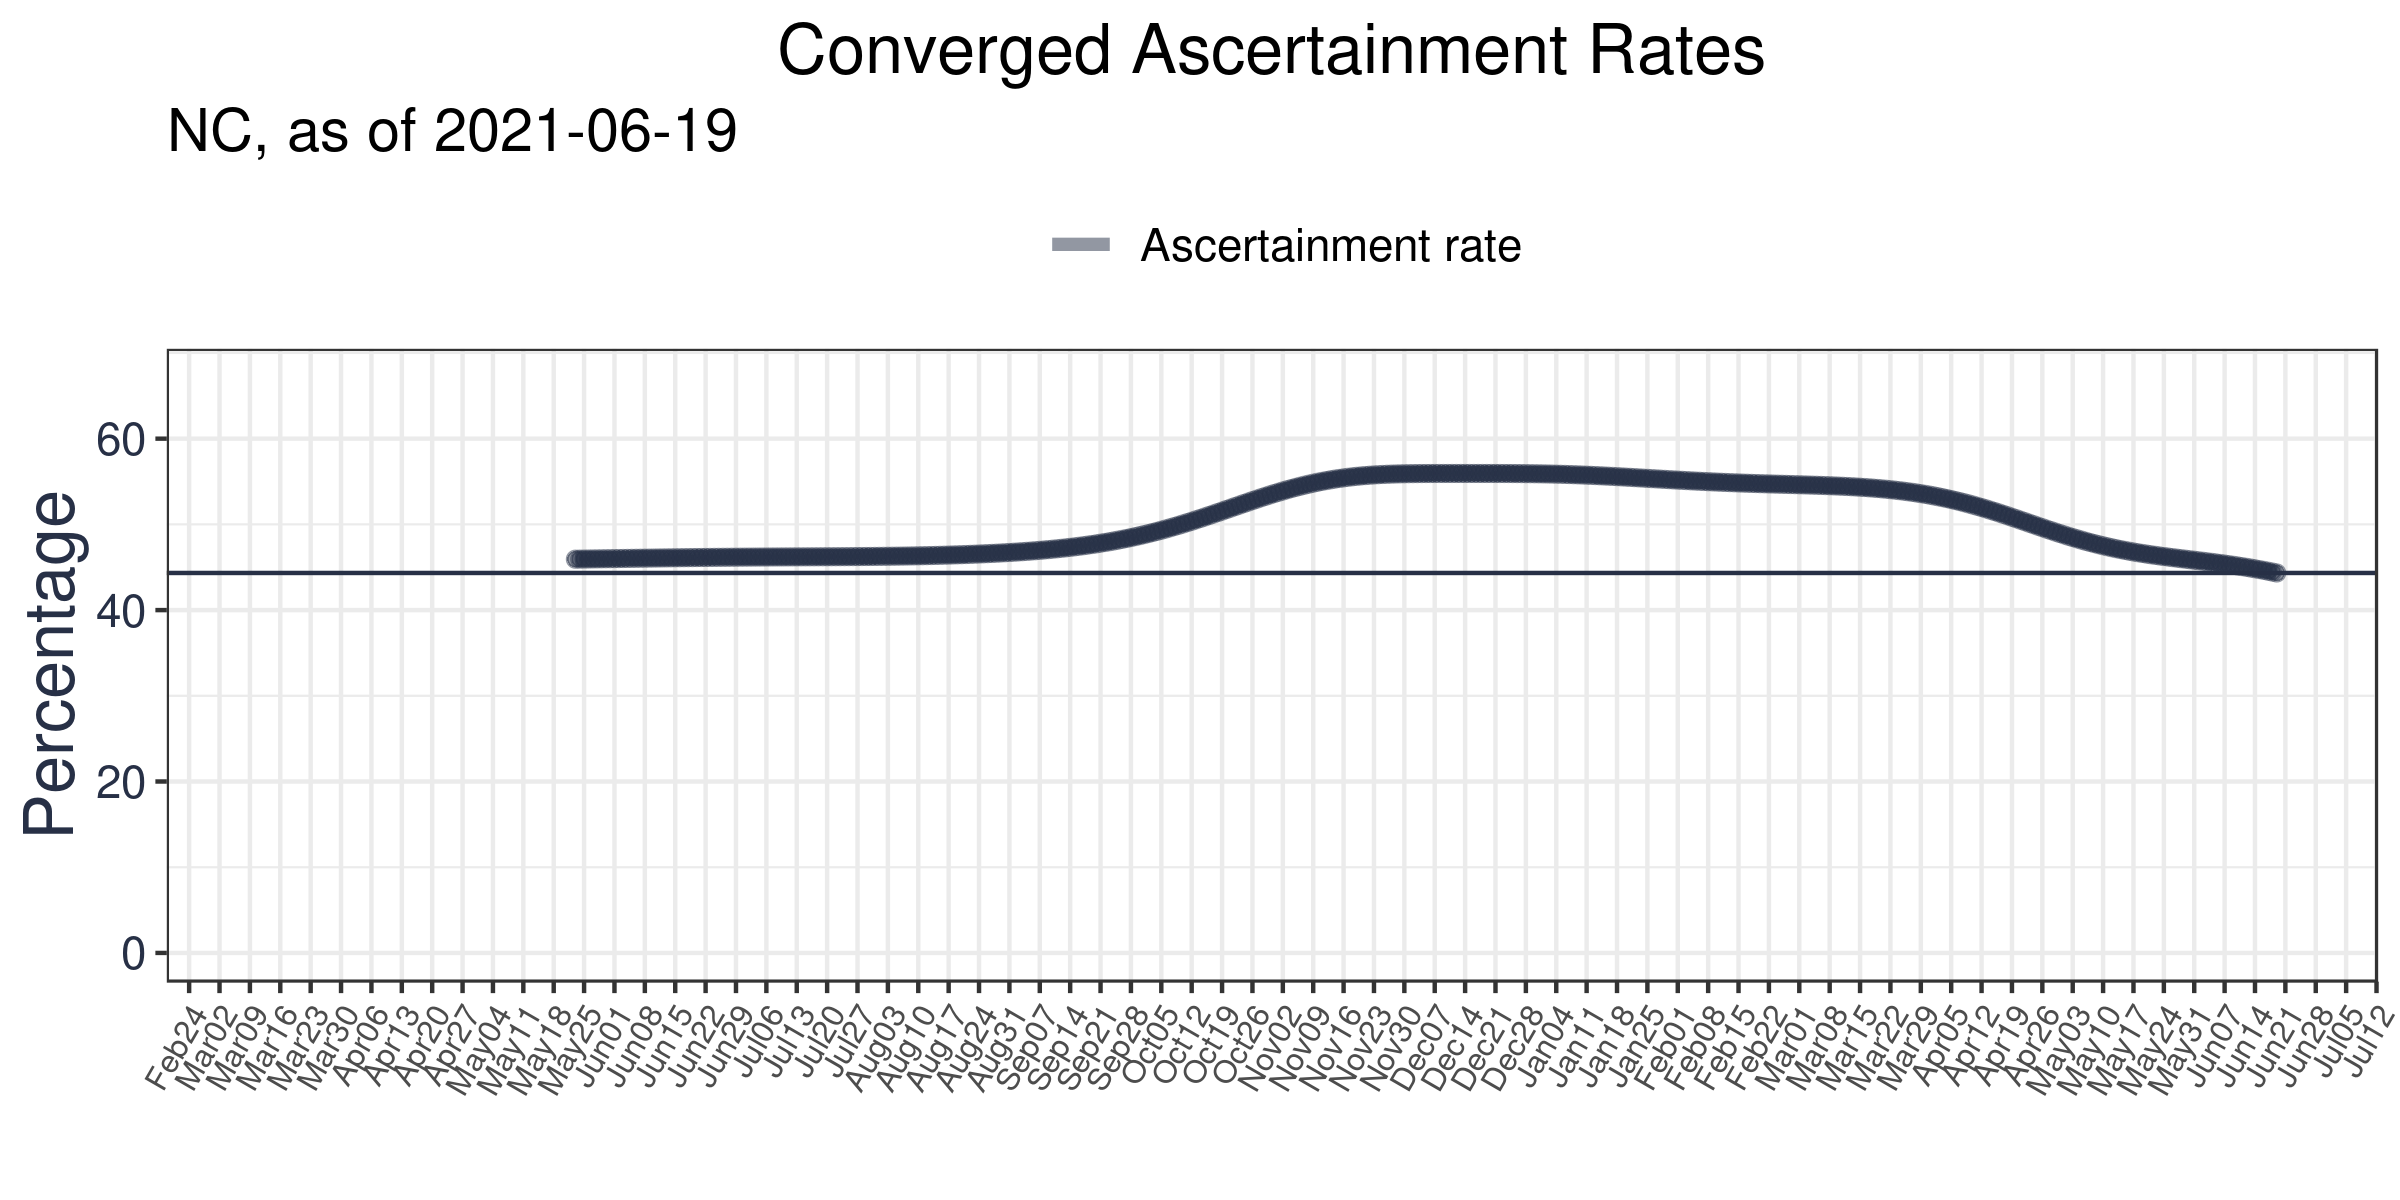 Converged Ascertainment Rates
NC, as of 2021-06-19
Ascertainment rate
Percentage
60
40
20
0
Feb24
Mar02
Mar09
Mar16
Mar23
Mar30
Apr06
Apr13
Apr20
Apr27
May04
May11
May18
May25
Jun01
Jun08
Jun15
Jun22
Jun29
Jul06
Jul13
Jul20
Jul27
Aug03
Aug10
Aug17
Aug24
Aug31
Sep07
Sep14
Sep21
Sep28
Oct05
Oct12
Oct19
Oct26
Nov02
Nov09
Nov16
Nov23
Nov30
Dec07
Dec14
Dec21
Dec28
Jan04
Jan11
Jan18
Jan25
Feb01
Feb08
Feb15
Feb22
Mar01
Mar08
Mar15
Mar22
Mar29
Apr05
Apr12
Apr19
Apr26
May03
May10
May17
May24
May31
Jun07
Jun14
Jun21
Jun28
Jul05
Jul12